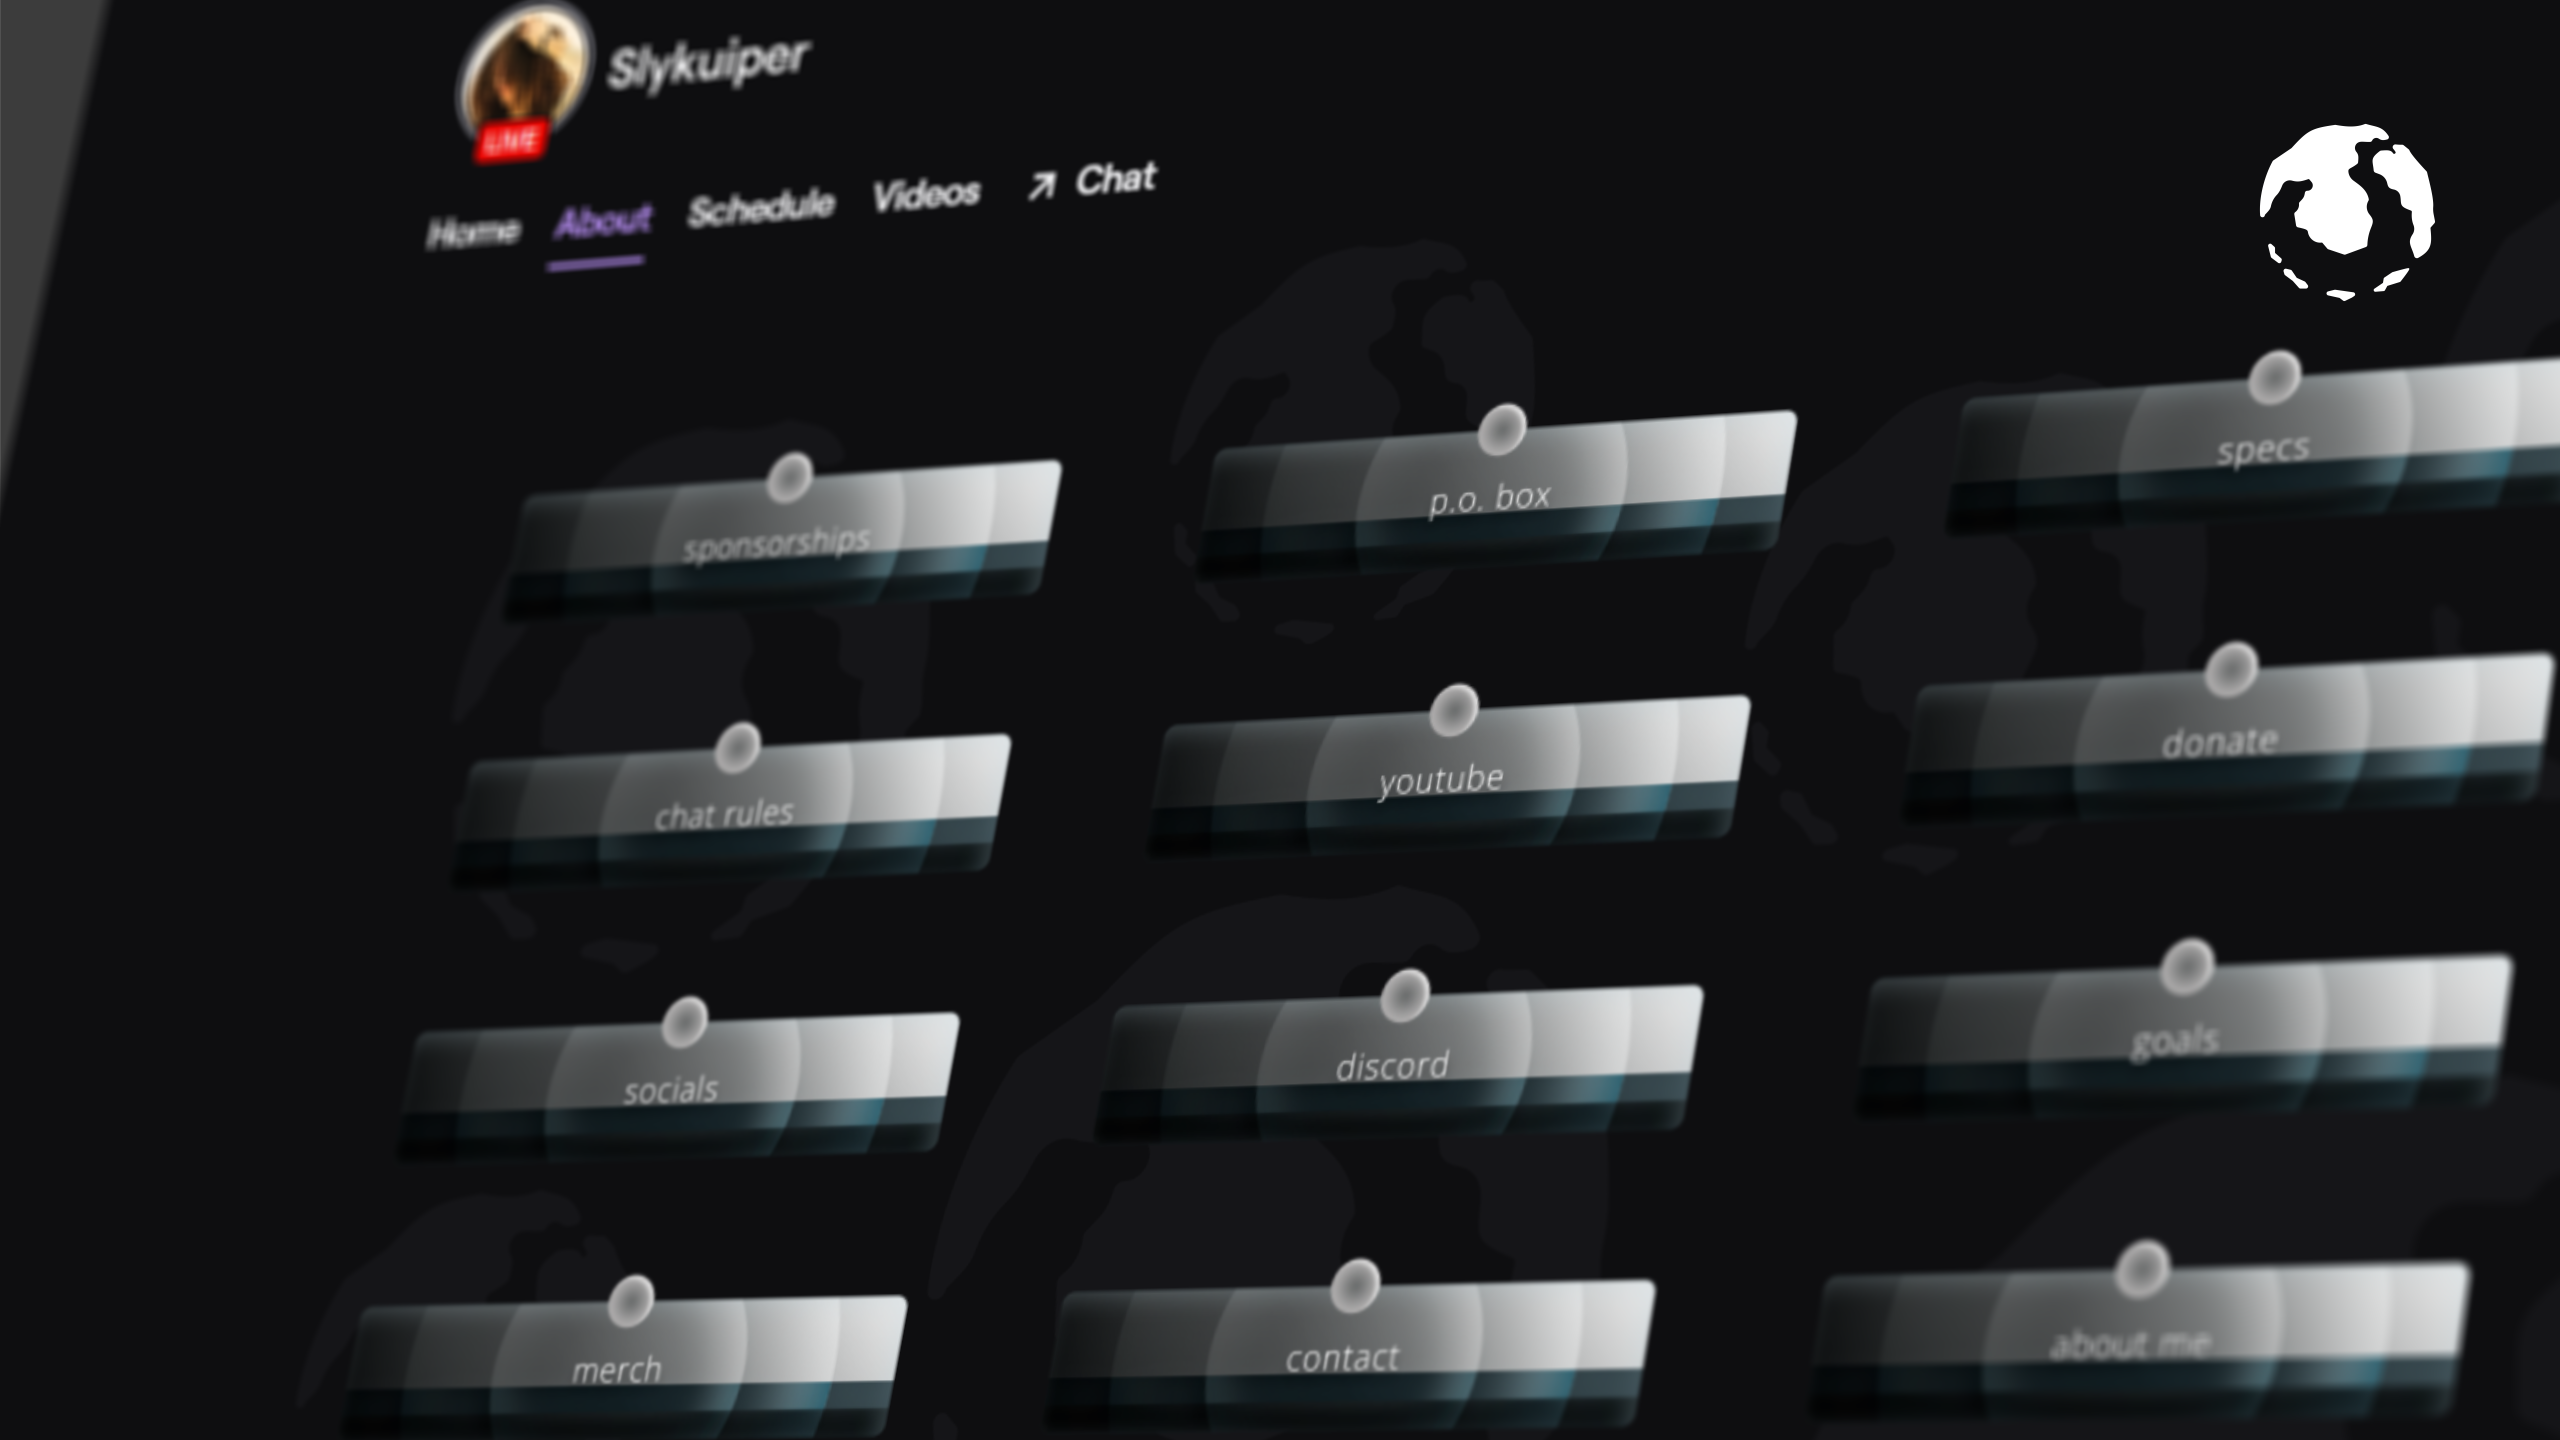 Slykuiper
LIVE
Home About Schedule Videos Chat
sponsorships p.o. box specs
chat rules youtube donate
socials discord goals
merch contact about me